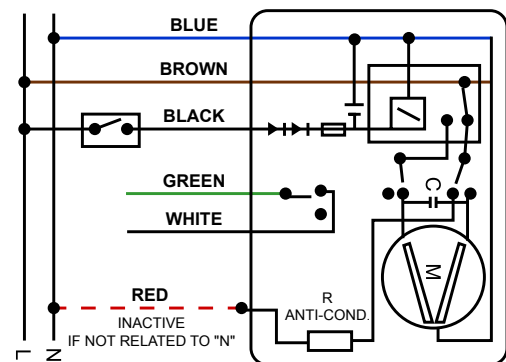 BLUE
BROWN
BLACK
GREEN
WHITE
RED
INACTIVE
IF NOT RELATED TO "N"
R
ANTI-COND.
C
M
L
N